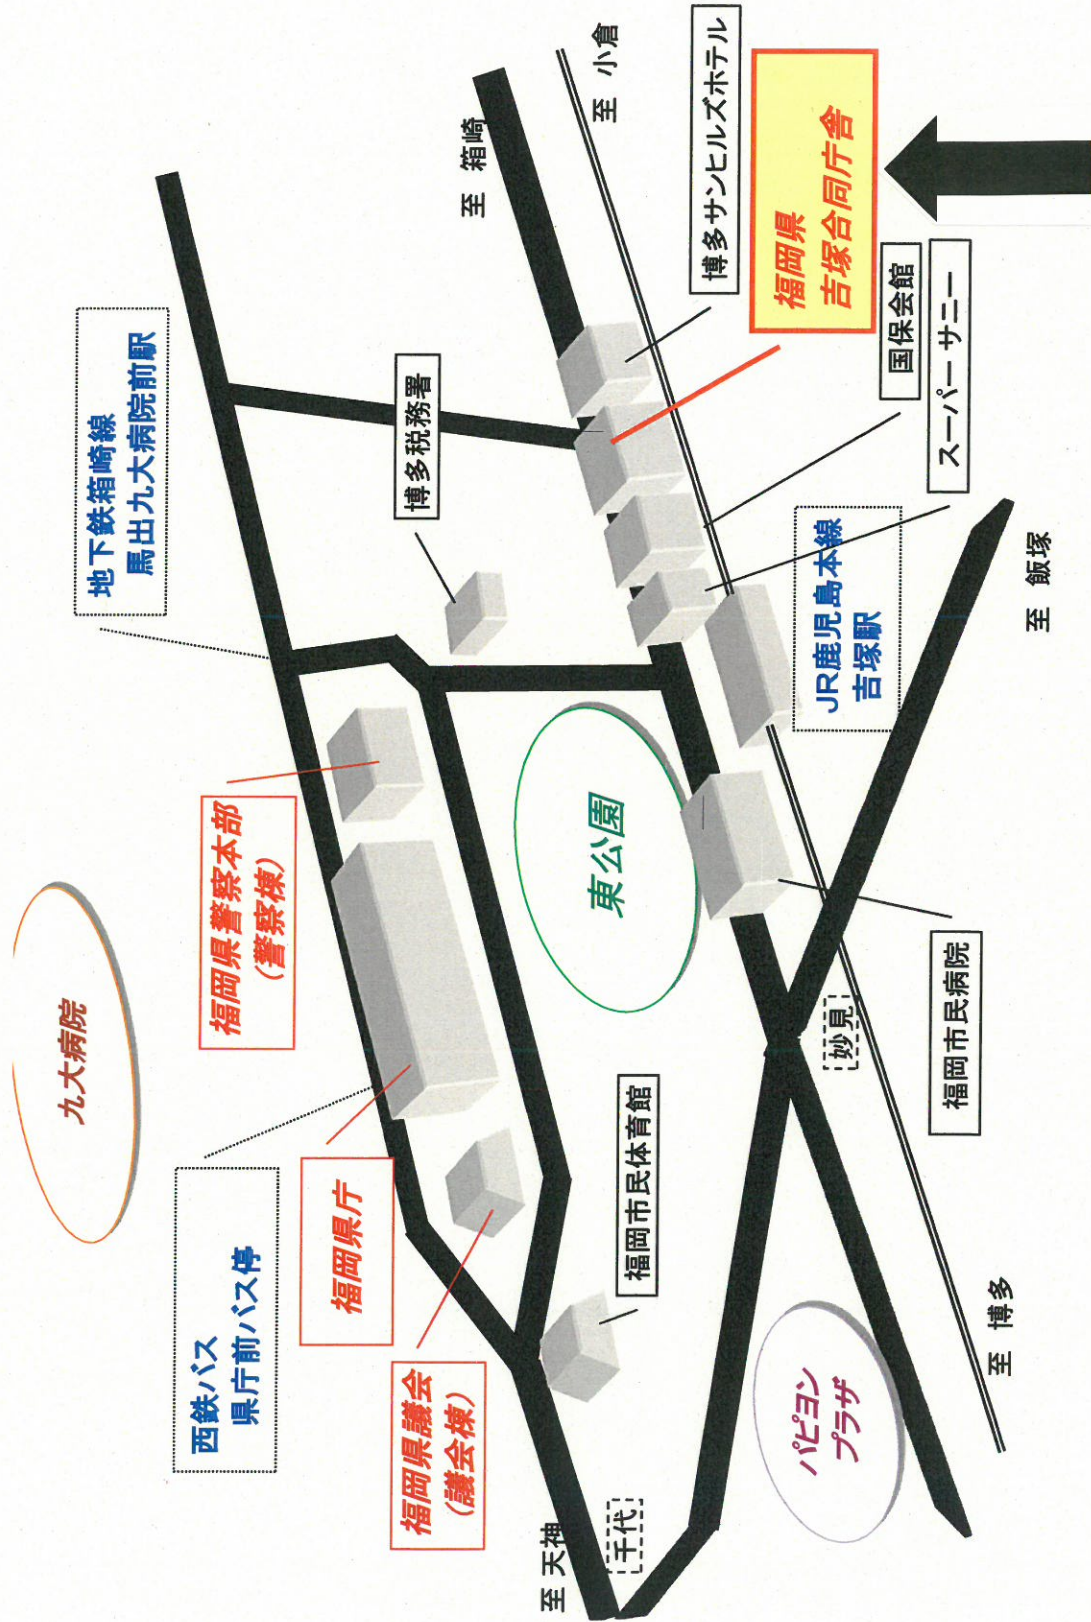 九大病院
地下鉄箱崎線
馬出九大病院前駅
西鉄バス
県庁前バス停
福岡県警察本部
（警察棟）
福岡県庁
福岡県議会
（議会棟）
博多税務署
至 箱崎
至 小倉
博多サンヒルズホテル
福岡県
吉塚合同庁舎
国保会館
スーパー サニー
JR鹿児島本線
吉塚駅
至 飯塚
東公園
福岡市民体育館
妙見
福岡市民病院
至 天神
千代
パピヨン
プラザ
至 博多